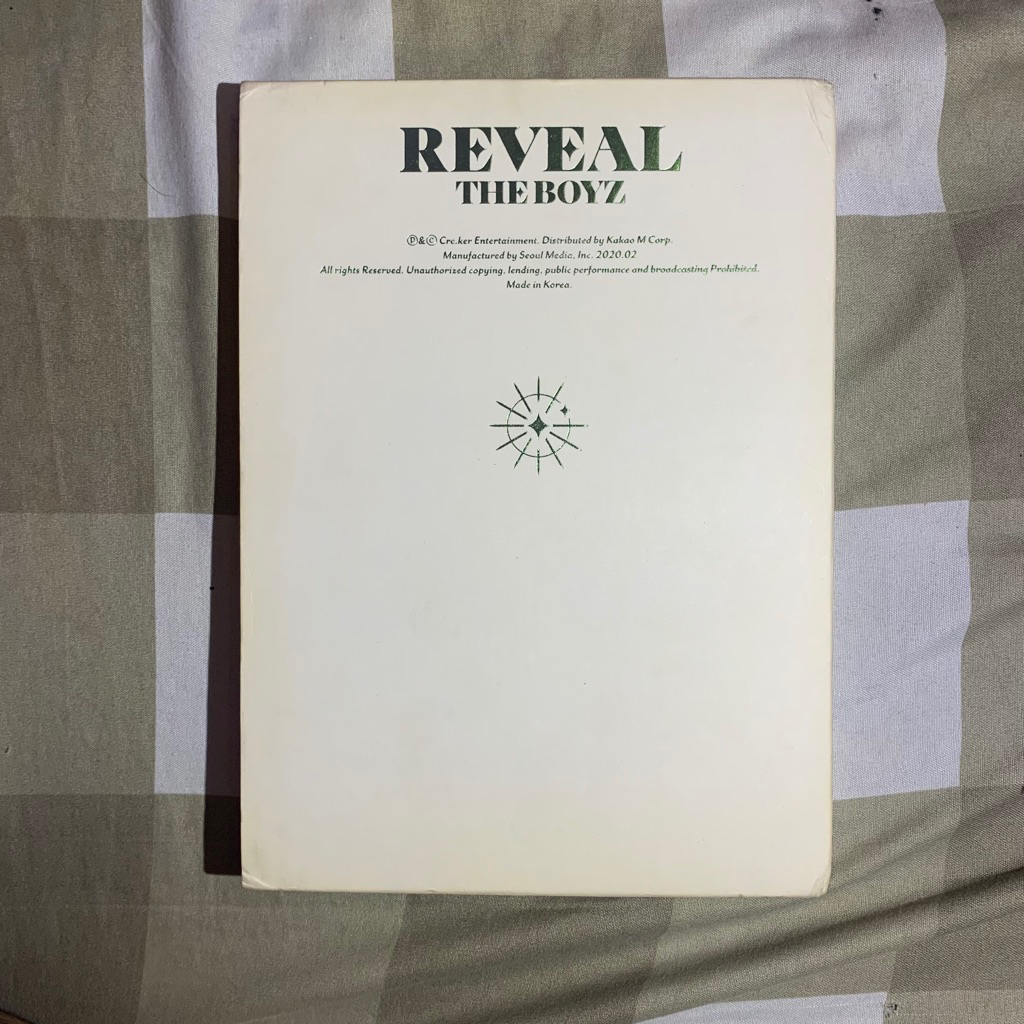 REVEAL
THE BOYZ
Ⓟ&Ⓒ Cre.ker Entertainment. Distributed by Kakao M Corp.
Manufactured by Seoul Media, Inc. 2020.02
All rights Reserved. Unauthorized copying, lending, public performance and broadcasting Prohibited.
Made in Korea.